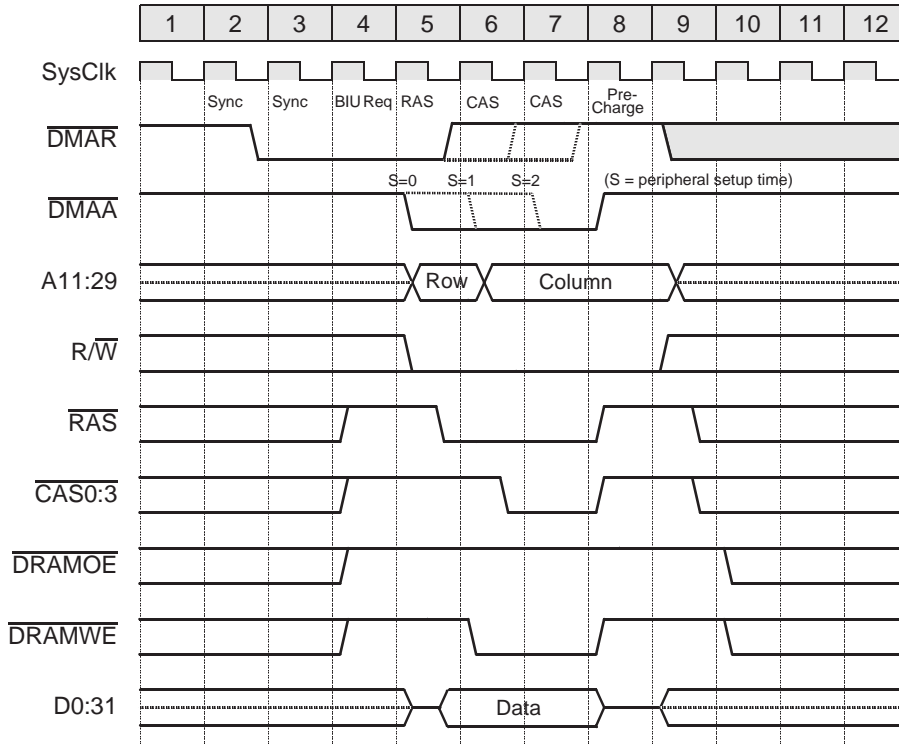 1 2 3 4 5 6 7 8 9 10 11 12
SysClk
Sync Sync BIU Req RAS CAS CAS Pre-
Charge
DMAR
S=0 S=1 S=2 (S = peripheral setup time)
DMAA
A11:29 Row Column
R/W
RAS
CAS0:3
DRAMOE
DRAMWE
D0:31 Data